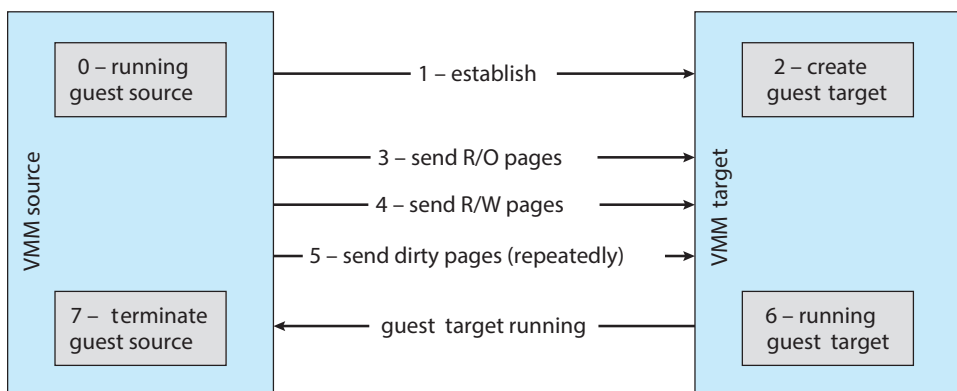 0 – running
guest source
1 – establish
2 – create
guest target
3 – send R/O pages
4 – send R/W pages
5 – send dirty pages (repeatedly)
VMM source
VMM target
7 – terminate
guest source
guest target running
6 – running
guest target